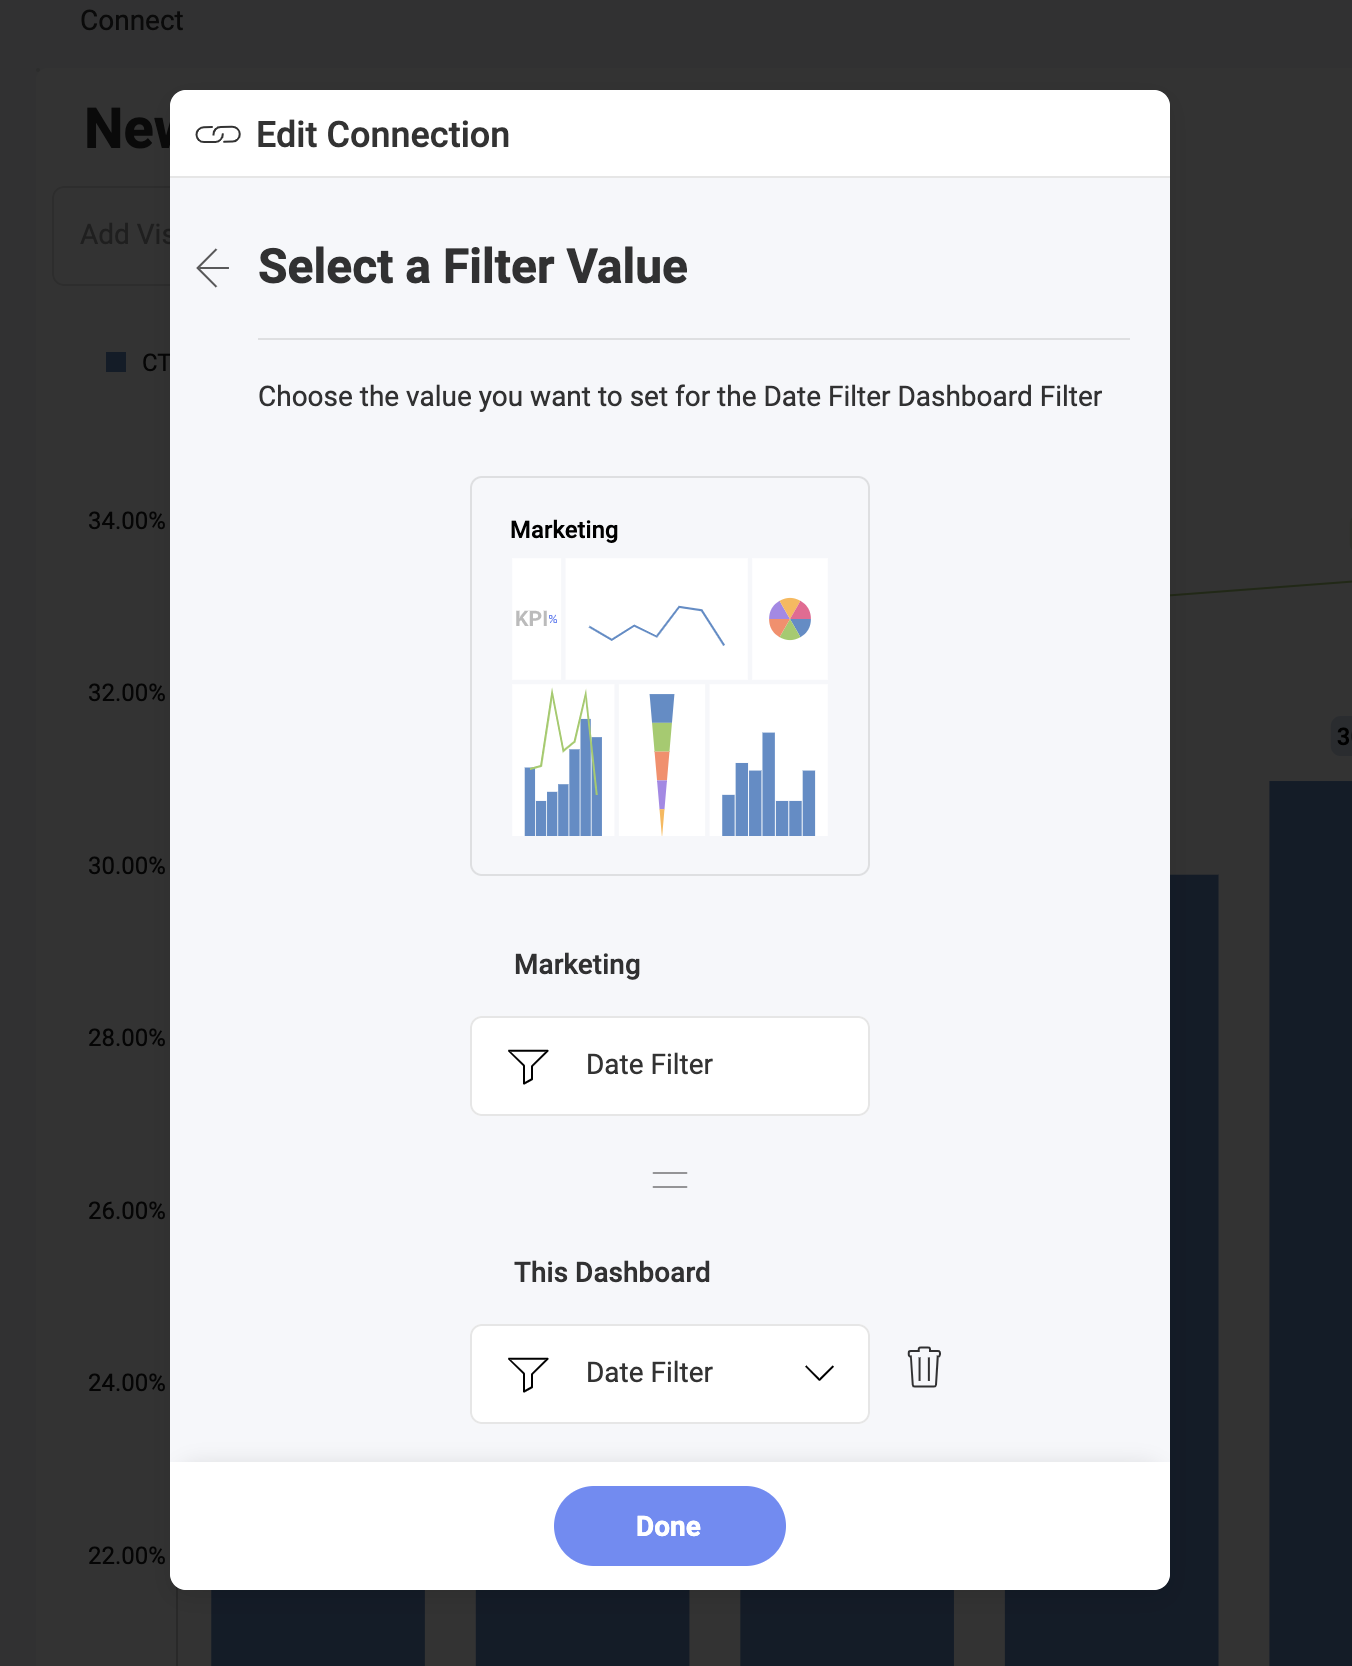 Connect
New
Edit Connection
Add Vis
Select a Filter Value
CT
Choose the value you want to set for the Date Filter Dashboard Filter
34.00%
Marketing
KPI%
32.00%
3
30.00%
Marketing
28.00%
Date Filter
26.00%
This Dashboard
24.00%
Date Filter
Done
22.00%